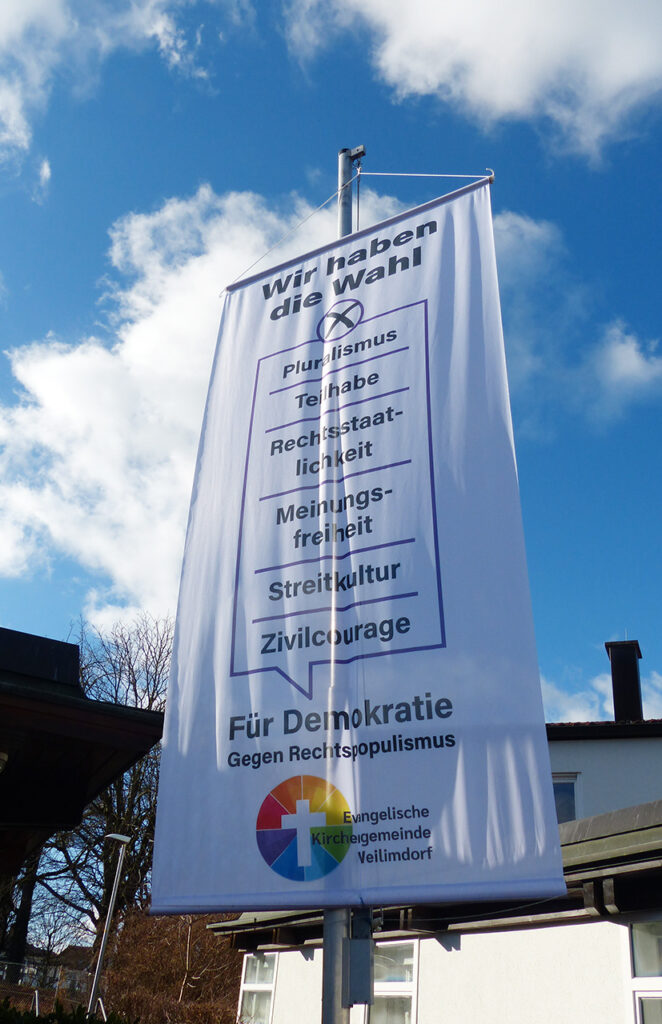 Wir haben
die Wahl
Pluralismus
Teilhabe
Rechtsstaat-
lichkeit
Meinungs-
freiheit
Streitkultur
Zivilcourage
Für Demokratie
Gegen Rechtspopulismus
Evangelische
Kirchengemeinde
Weilimdorf